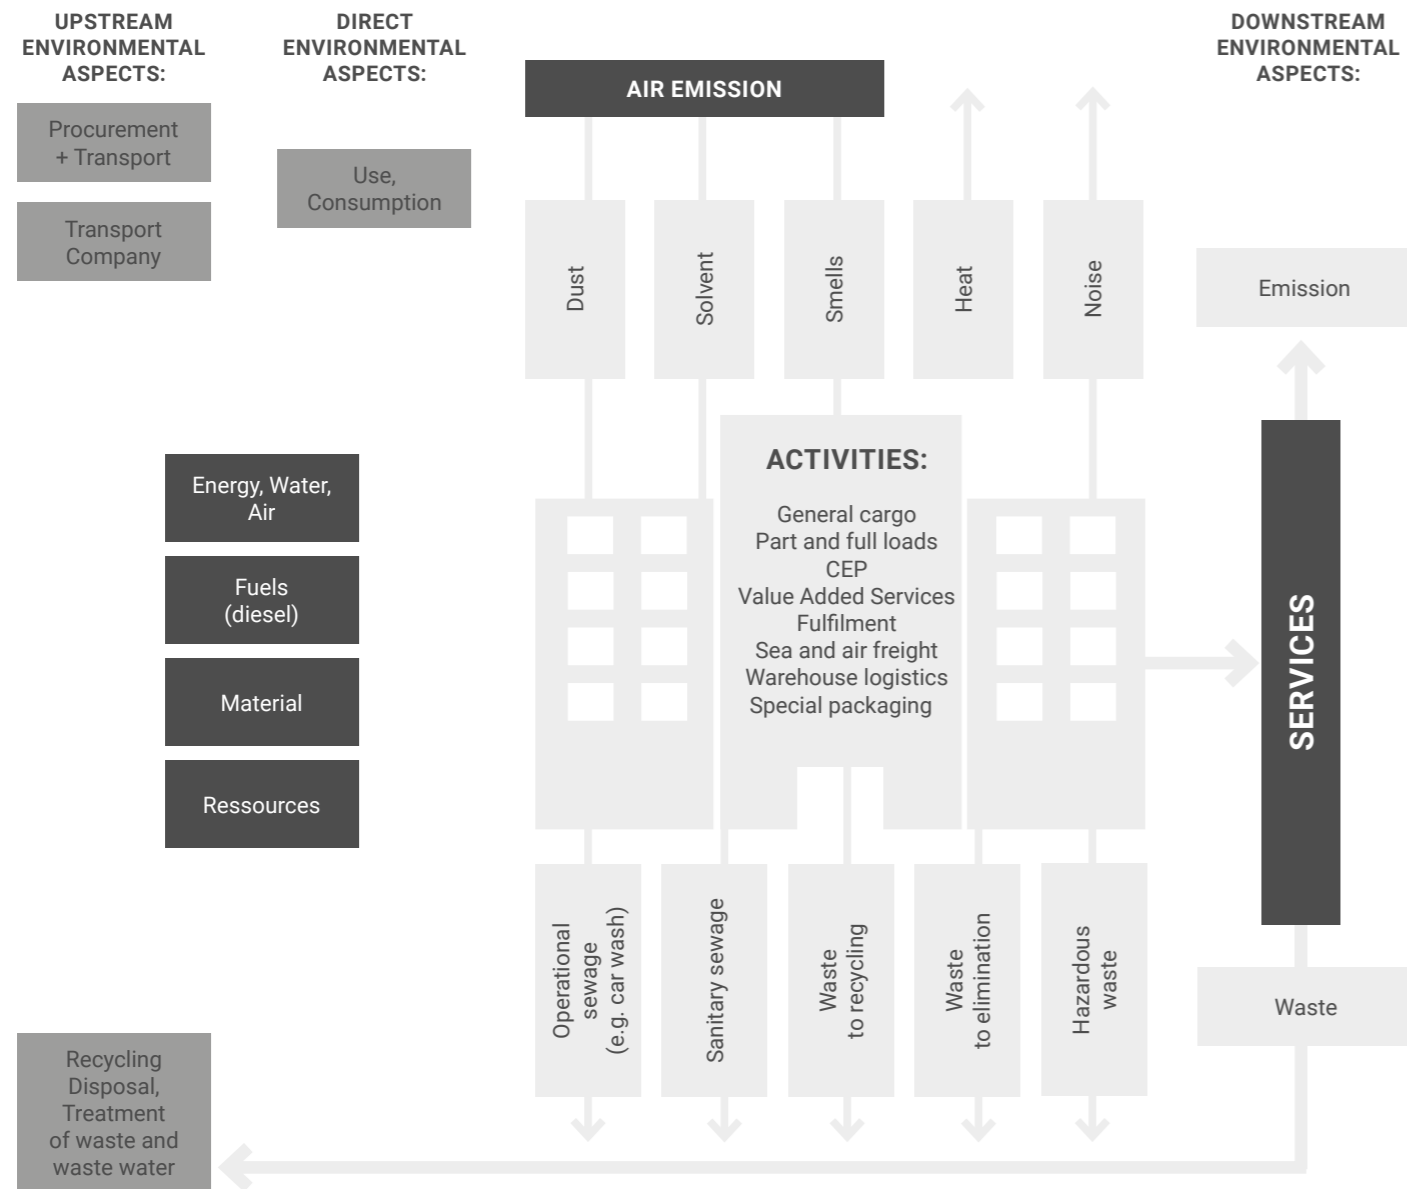 UPSTREAM
ENVIRONMENTAL
ASPECTS:
Procurement
+ Transport
Transport
Company
DIRECT
ENVIRONMENTAL
ASPECTS:
Use,
Consumption
AIR EMISSION
Dust
Solvent
Smells
Heat
Noise
DOWNSTREAM
ENVIRONMENTAL
ASPECTS:
Emission
Energy, Water,
Air
Fuels
(diesel)
Material
Ressources
ACTIVITIES:
General cargo
Part and full loads
CEP
Value Added Services
Fulfilment
Sea and air freight
Warehouse logistics
Special packaging
SERVICES
Operational
sewage
(e.g. car wash)
Sanitary sewage
Waste
to recycling
Waste
to elimination
Hazardous
waste
Waste
Recycling
Disposal,
Treatment
of waste and
waste water